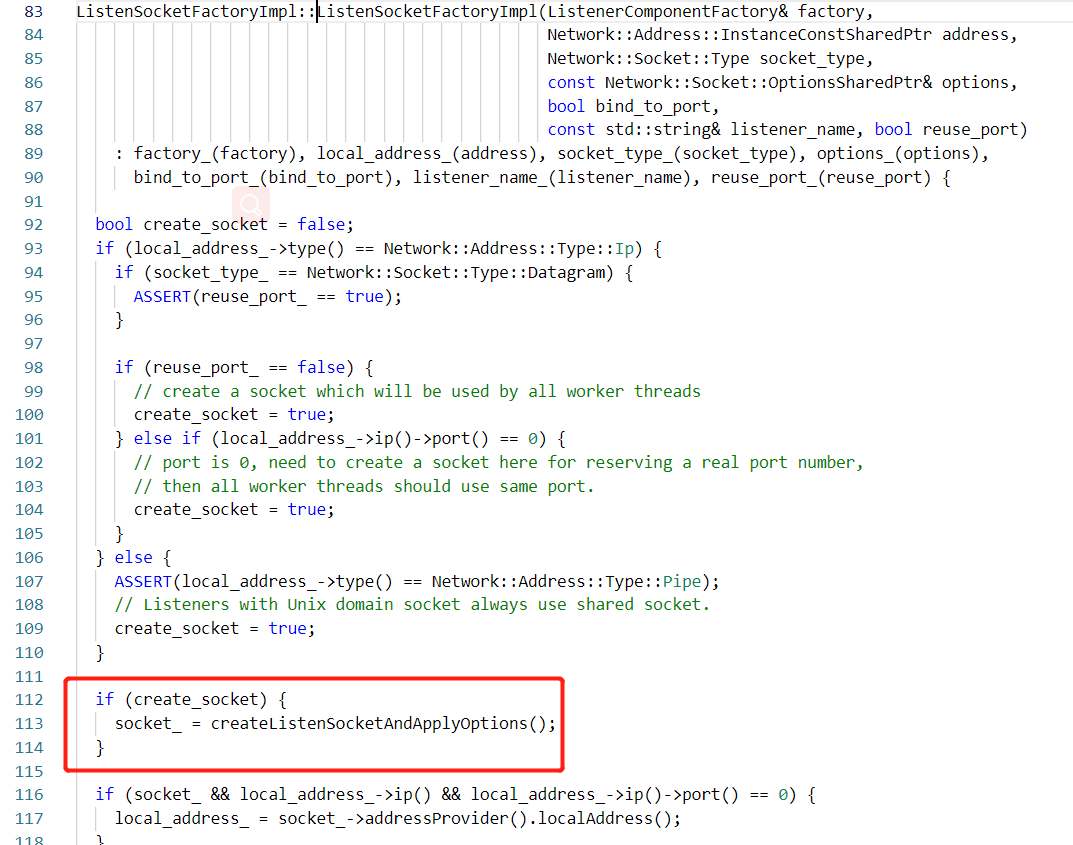 83 ListenSocketFactoryImpl::ListenSocketFactoryImpl(ListenerComponentFactory& factory,
84 Network::Address::InstanceConstSharedPtr address,
85 Network::Socket::Type socket_type,
86 const Network::Socket::OptionsSharedPtr& options,
87 bool bind_to_port,
88 const std::string& listener_name, bool reuse_port)
89 : factory_(factory), local_address_(address), socket_type_(socket_type), options_(options),
90 bind_to_port_(bind_to_port), listener_name_(listener_name), reuse_port_(reuse_port) {
91
92 bool create_socket = false;
93 if (local_address_->type() == Network::Address::Type::Ip) {
94 if (socket_type_ == Network::Socket::Type::Datagram) {
95 ASSERT(reuse_port_ == true);
96 }
97
98 if (reuse_port_ == false) {
99 // create a socket which will be used by all worker threads
100 create_socket = true;
101 } else if (local_address_->ip()->port() == 0) {
102 // port is 0, need to create a socket here for reserving a real port number,
103 // then all worker threads should use same port.
104 create_socket = true;
105 }
106 } else {
107 ASSERT(local_address_->type() == Network::Address::Type::Pipe);
108 // Listeners with Unix domain socket always use shared socket.
109 create_socket = true;
110 }
111
112 if (create_socket) {
113 socket_ = createListenSocketAndApplyOptions();
114 }
115
116 if (socket_ && local_address_->ip() && local_address_->ip()->port() == 0) {
117 local_address_ = socket_->addressProvider().localAddress();
118 }